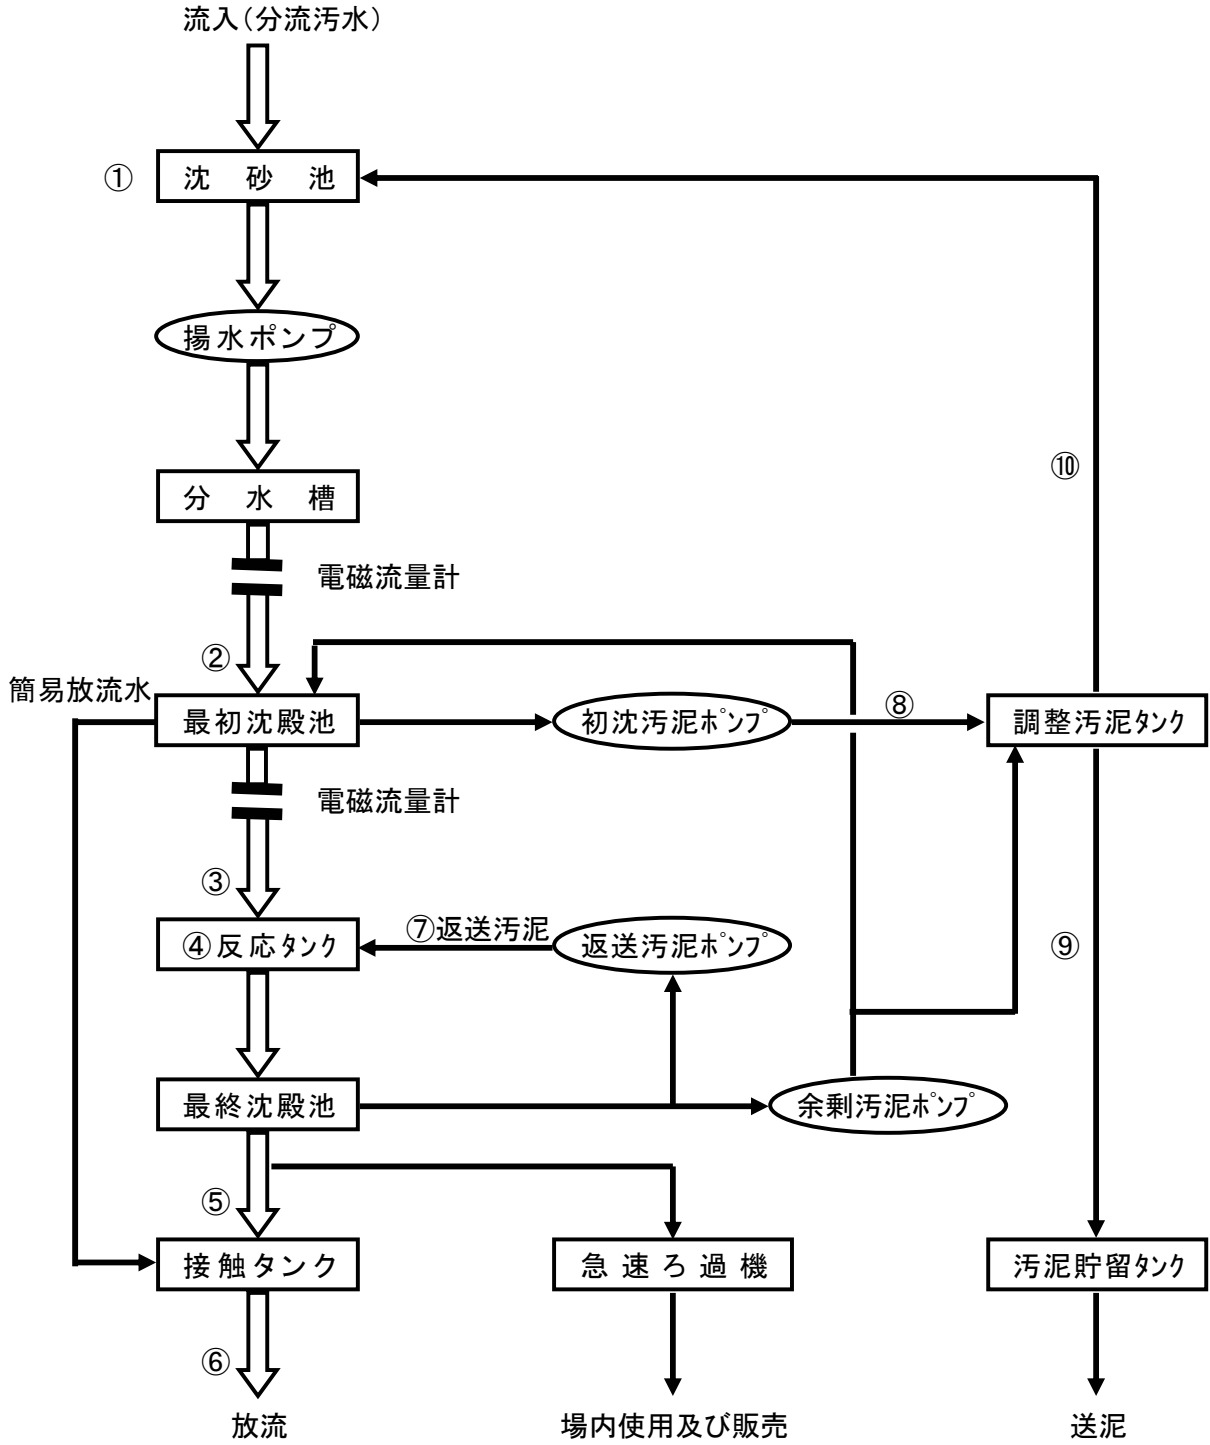 流入(分流汚水)
① 沈 砂 池
揚水ポンプ
⑩
分 水 槽
電磁流量計
②
簡易放流水
最初沈殿池 初沈汚泥ﾎﾟﾝﾌﾟ ⑧ 調整汚泥ﾀﾝｸ
電磁流量計
③
④反応タンク ⑦返送汚泥 返送汚泥ﾎﾟﾝﾌﾟ ⑨
最終沈殿池 余剰汚泥ﾎﾟﾝﾌﾟ
⑤
接触タンク 急速ろ過機 汚泥貯留ﾀﾝｸ
⑥
放流 場内使用及び販売 送泥